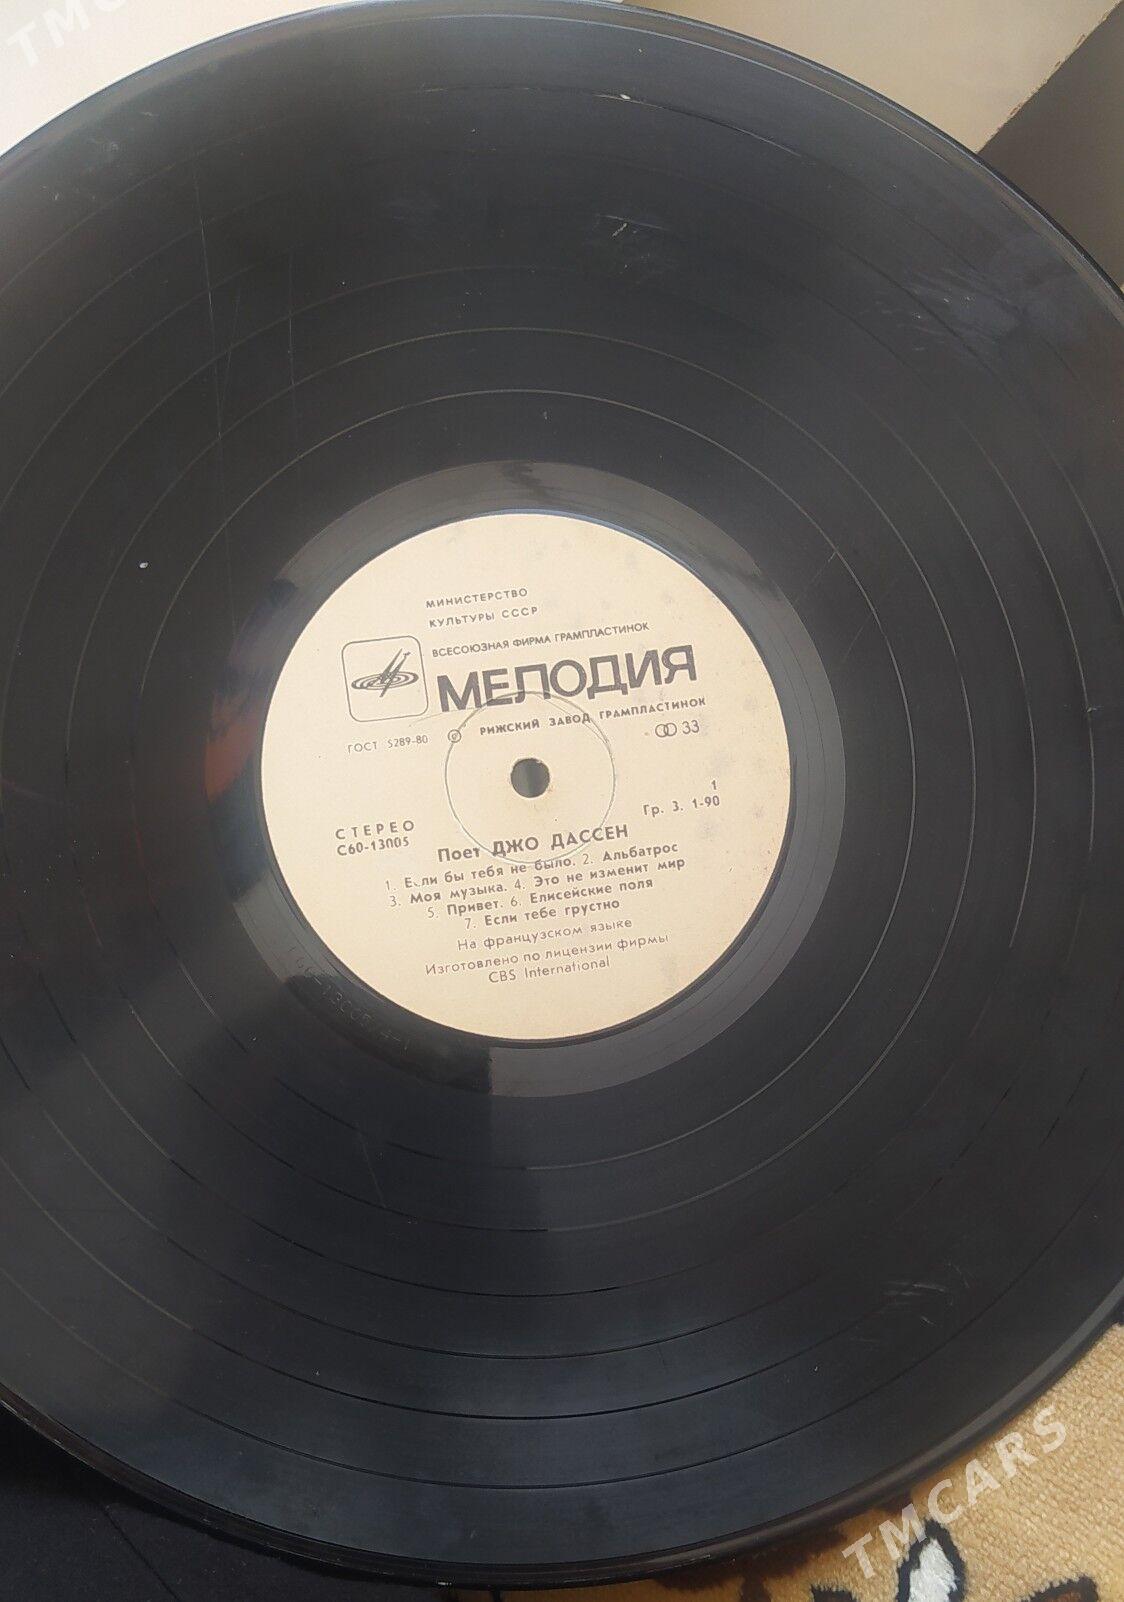 МИНИСТЕРСТВО
КУЛЬТУРЫ СССР
ВСЕСОЮЗНАЯ ФИРМА ГРАМПЛАСТИНОК
МЕЛОДИЯ
РИЖСКИЙ ЗАВОД ГРАМПЛАСТИНОК
ГОСТ 5289-80
33
1
Гр. 3. 1-90
СТЕРЕО
С60-13005
Поет ДЖО ДАССЕН
1. Если бы тебя не было. 2. Альбатрос
3. Моя музыка. 4. Это не изменит мир
5. Привет. 6. Елисейские поля
7. Если тебе грустно
На французском языке
Изготовлено по лицензии фирмы
CBS International
TMCARS